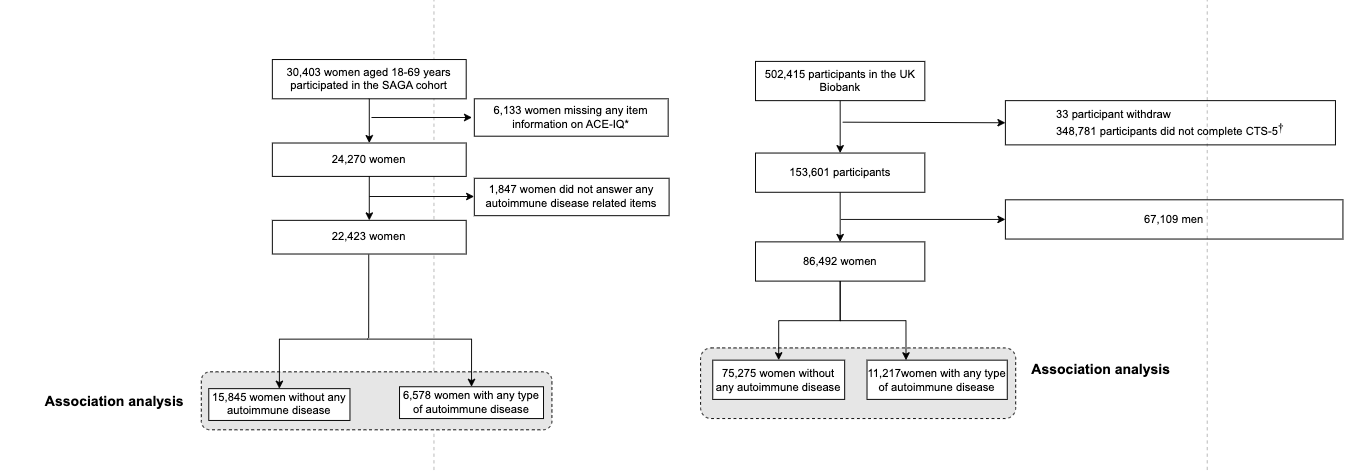 30,403 women aged 18-69 years
participated in the SAGA cohort
6,133 women missing any item
information on ACE-IQ*
24,270 women
1,847 women did not answer any
autoimmune disease related items
22,423 women
15,845 women without any
autoimmune disease
6,578 women with any type
of autoimmune disease
Association analysis
502,415 participants in the UK
Biobank
33 participant withdraw
348,781 participants did not complete CTS-5†
153,601 participants
67,109 men
86,492 women
75,275 women without
any autoimmune disease
11,217women with any type
of autoimmune disease
Association analysis